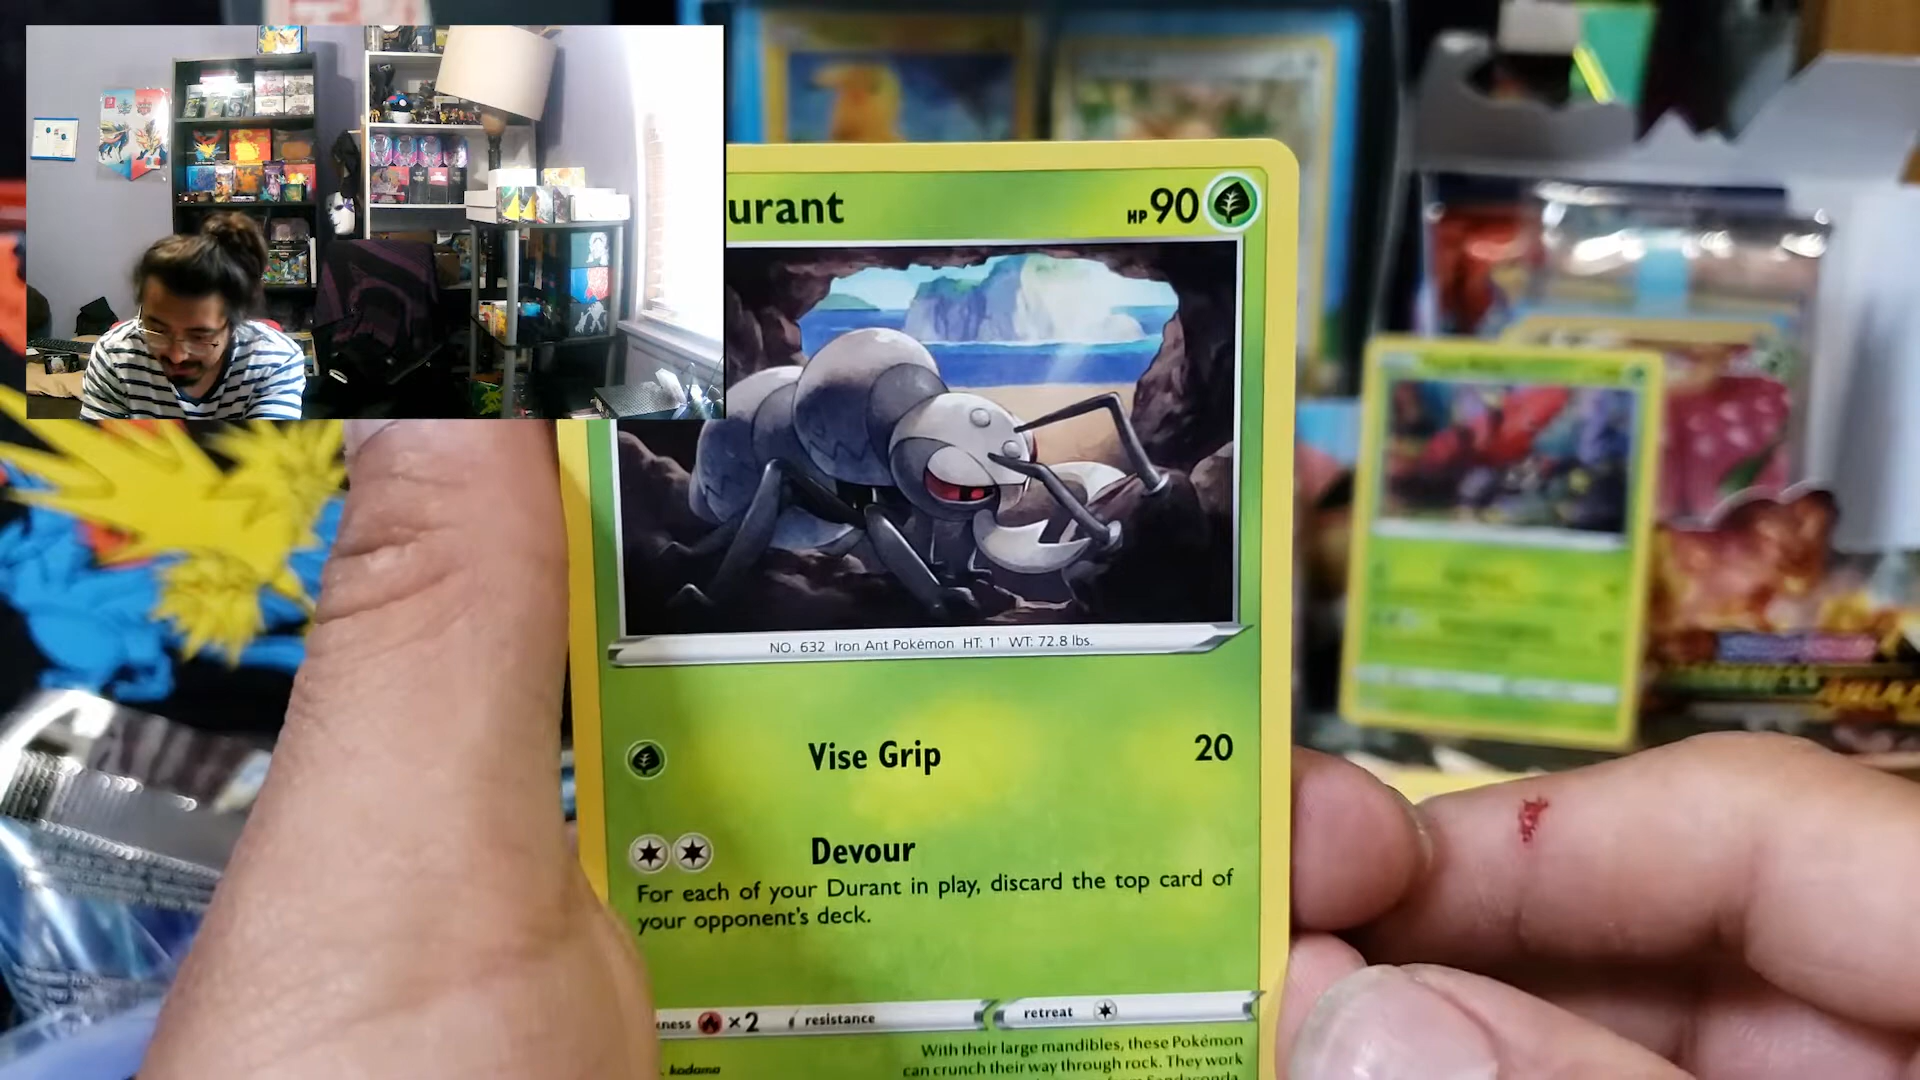 urant HP 90
NO. 632 Iron Ant Pokémon HT: 1' WT: 72.8 lbs.
Vise Grip 20
Devour
For each of your Durant in play, discard the top card of
your opponent's deck.
ness ×2 resistance retreat
With their large mandibles, these Pokémon
. kodama can crunch their way through rock. They work